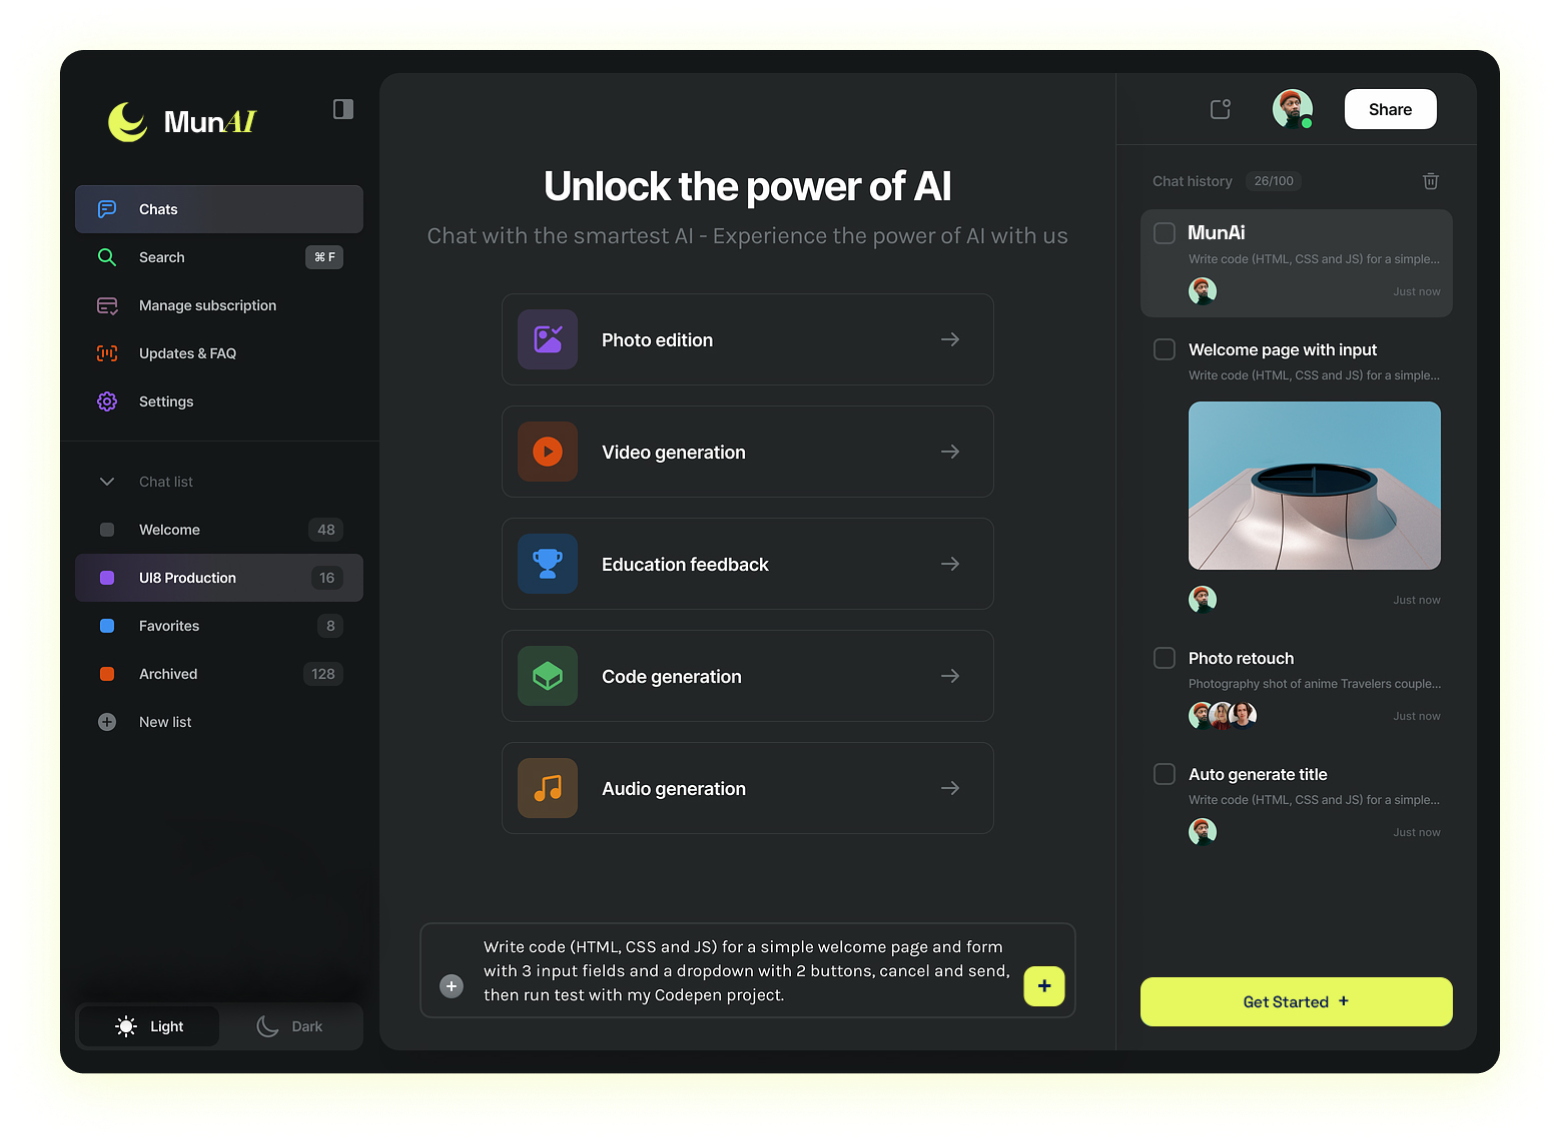 MunAI
Chats
Search
⌘ F
Manage subscription
Updates & FAQ
Settings
Chat list
Welcome
48
UI8 Production
16
Favorites
8
Archived
128
New list
Light
Dark
Unlock the power of AI
Chat with the smartest AI - Experience the power of AI with us
Photo edition
Video generation
Education feedback
Code generation
Audio generation
Write code (HTML, CSS and JS) for a simple welcome page and form
with 3 input fields and a dropdown with 2 buttons, cancel and send,
then run test with my Codepen project.
Share
Chat history
26/100
MunAi
Write code (HTML, CSS and JS) for a simple...
Just now
Welcome page with input
Write code (HTML, CSS and JS) for a simple...
Just now
Photo retouch
Photography shot of anime Travelers couple...
Just now
Auto generate title
Write code (HTML, CSS and JS) for a simple...
Just now
Get Started +